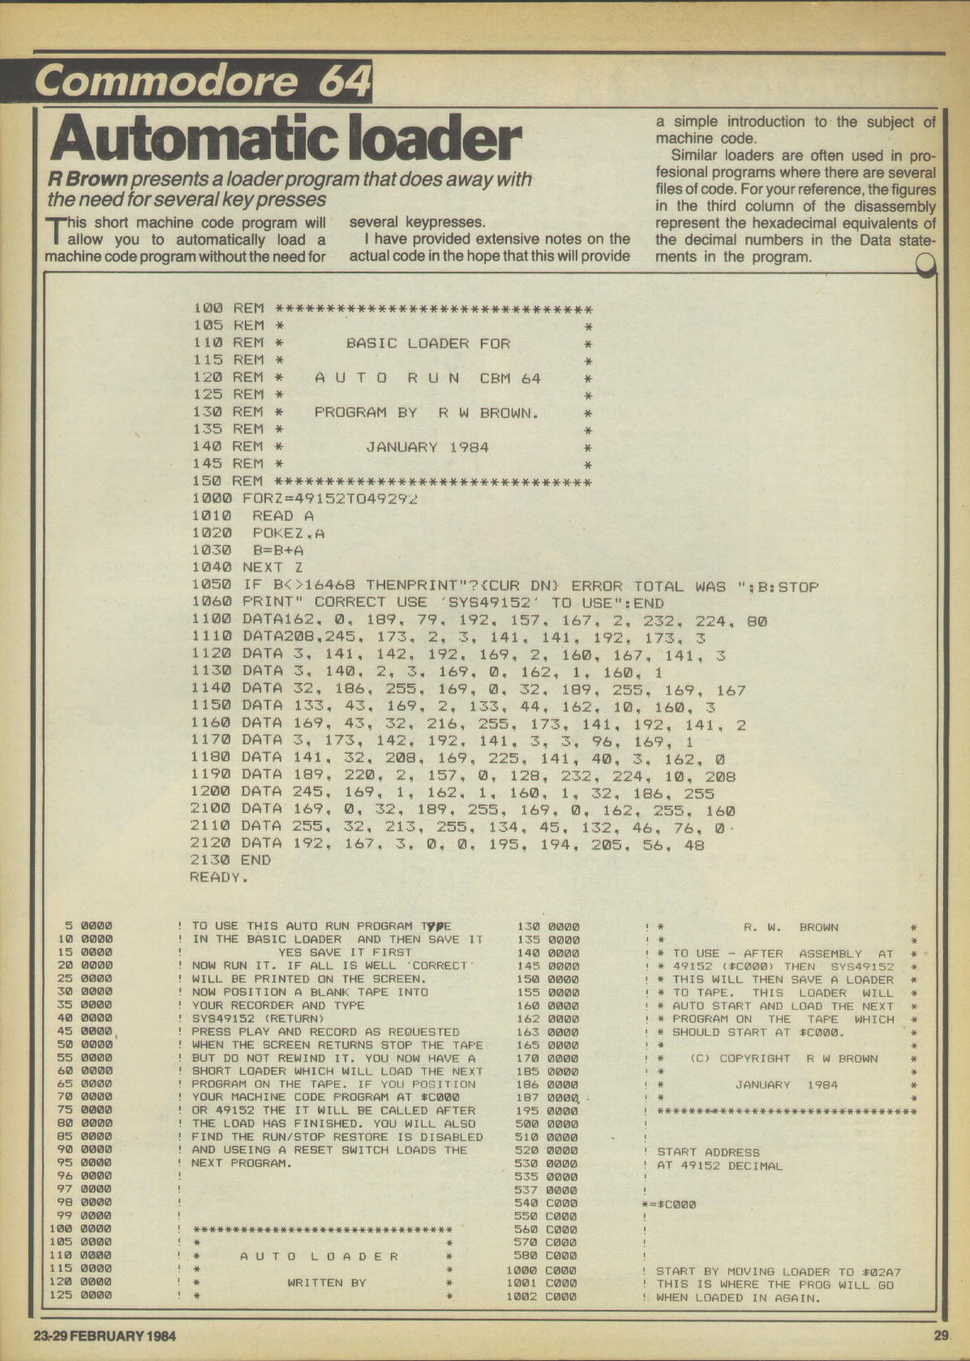 Commodore 64
Automatic loader
R Brown presents a loader program that does away with
the need for several key presses
This short machine code program will
allow you to automatically load a
machine code program without the need for
several keypresses.
I have provided extensive notes on the
actual code in the hope that this will provide
a simple introduction to the subject of
machine code.
Similar loaders are often used in pro-
fesional programs where there are several
files of code. For your reference, the figures
in the third column of the disassembly
represent the hexadecimal equivalents of
the decimal numbers in the Data state-
ments in the program.
100 REM *******************************
105 REM * *
110 REM * BASIC LOADER FOR *
115 REM * *
120 REM * A U T O R U N CBM 64 *
125 REM * *
130 REM * PROGRAM BY R W BROWN. *
135 REM * *
140 REM * JANUARY 1984 *
145 REM * *
150 REM *******************************
1000 FORZ=49152TO49292
1010 READ A
1020 POKEZ,A
1030 B=B+A
1040 NEXT Z
1050 IF B<>16468 THENPRINT"?{CUR DN} ERROR TOTAL WAS ";B:STOP
1060 PRINT" CORRECT USE 'SYS49152' TO USE":END
1100 DATA162, 0, 189, 79, 192, 157, 167, 2, 232, 224, 80
1110 DATA208,245, 173, 2, 3, 141, 141, 192, 173, 3
1120 DATA 3, 141, 142, 192, 169, 2, 160, 167, 141, 3
1130 DATA 3, 140, 2, 3, 169, 0, 162, 1, 160, 1
1140 DATA 32, 186, 255, 169, 0, 32, 189, 255, 169, 167
1150 DATA 133, 43, 169, 2, 133, 44, 162, 10, 160, 3
1160 DATA 169, 43, 32, 216, 255, 173, 141, 192, 141, 2
1170 DATA 3, 173, 142, 192, 141, 3, 3, 96, 169, 1
1180 DATA 141, 32, 208, 169, 225, 141, 40, 3, 162, 0
1190 DATA 189, 220, 2, 157, 0, 128, 232, 224, 10, 208
1200 DATA 245, 169, 1, 162, 1, 160, 1, 32, 186, 255
2100 DATA 169, 0, 32, 189, 255, 169, 0, 162, 255, 160
2110 DATA 255, 32, 213, 255, 134, 45, 132, 46, 76, 0
2120 DATA 192, 167, 3, 0, 0, 195, 194, 205, 56, 48
2130 END
READY.
5 0000 ! TO USE THIS AUTO RUN PROGRAM TYPE
10 0000 ! IN THE BASIC LOADER AND THEN SAVE IT
15 0000 ! YES SAVE IT FIRST
20 0000 ! NOW RUN IT. IF ALL IS WELL 'CORRECT'
25 0000 ! WILL BE PRINTED ON THE SCREEN.
30 0000 ! NOW POSITION A BLANK TAPE INTO
35 0000 ! YOUR RECORDER AND TYPE
40 0000 ! SYS49152 (RETURN)
45 0000 ! PRESS PLAY AND RECORD AS REQUESTED
50 0000 ! WHEN THE SCREEN RETURNS STOP THE TAPE
55 0000 ! BUT DO NOT REWIND IT. YOU NOW HAVE A
60 0000 ! SHORT LOADER WHICH WILL LOAD THE NEXT
65 0000 ! PROGRAM ON THE TAPE. IF YOU POSITION
70 0000 ! YOUR MACHINE CODE PROGRAM AT $C000
75 0000 ! OR 49152 THE IT WILL BE CALLED AFTER
80 0000 ! THE LOAD HAS FINISHED. YOU WILL ALSO
85 0000 ! FIND THE RUN/STOP RESTORE IS DISABLED
90 0000 ! AND USEING A RESET SWITCH LOADS THE
95 0000 ! NEXT PROGRAM.
96 0000 !
97 0000 !
98 0000 !
99 0000 !
100 0000 ! *******************************
105 0000 ! * *
110 0000 ! * A U T O L O A D E R *
115 0000 ! * *
120 0000 ! * WRITTEN BY *
125 0000 ! * *
130 0000 ! * R. W. BROWN *
135 0000 ! * *
140 0000 ! * TO USE - AFTER ASSEMBLY AT *
145 0000 ! * 49152 ($C000) THEN SYS49152 *
150 0000 ! * THIS WILL THEN SAVE A LOADER *
155 0000 ! * TO TAPE. THIS LOADER WILL *
160 0000 ! * AUTO START AND LOAD THE NEXT *
162 0000 ! * PROGRAM ON THE TAPE WHICH *
163 0000 ! * SHOULD START AT $C000. *
165 0000 ! * *
170 0000 ! * (C) COPYRIGHT R W BROWN *
185 0000 ! * *
186 0000 ! * JANUARY 1984 *
187 0000 ! * *
195 0000 ! *******************************
500 0000 !
510 0000 !
520 0000 ! START ADDRESS
530 0000 ! AT 49152 DECIMAL
535 0000 !
537 0000 !
540 C000 *=$C000
550 C000 !
560 C000 !
570 C000 !
580 C000 !
1000 C000 ! START BY MOVING LOADER TO $02A7
1001 C000 ! THIS IS WHERE THE PROG WILL GO
1002 C000 ! WHEN LOADED IN AGAIN.
23-29 FEBRUARY 1984
29